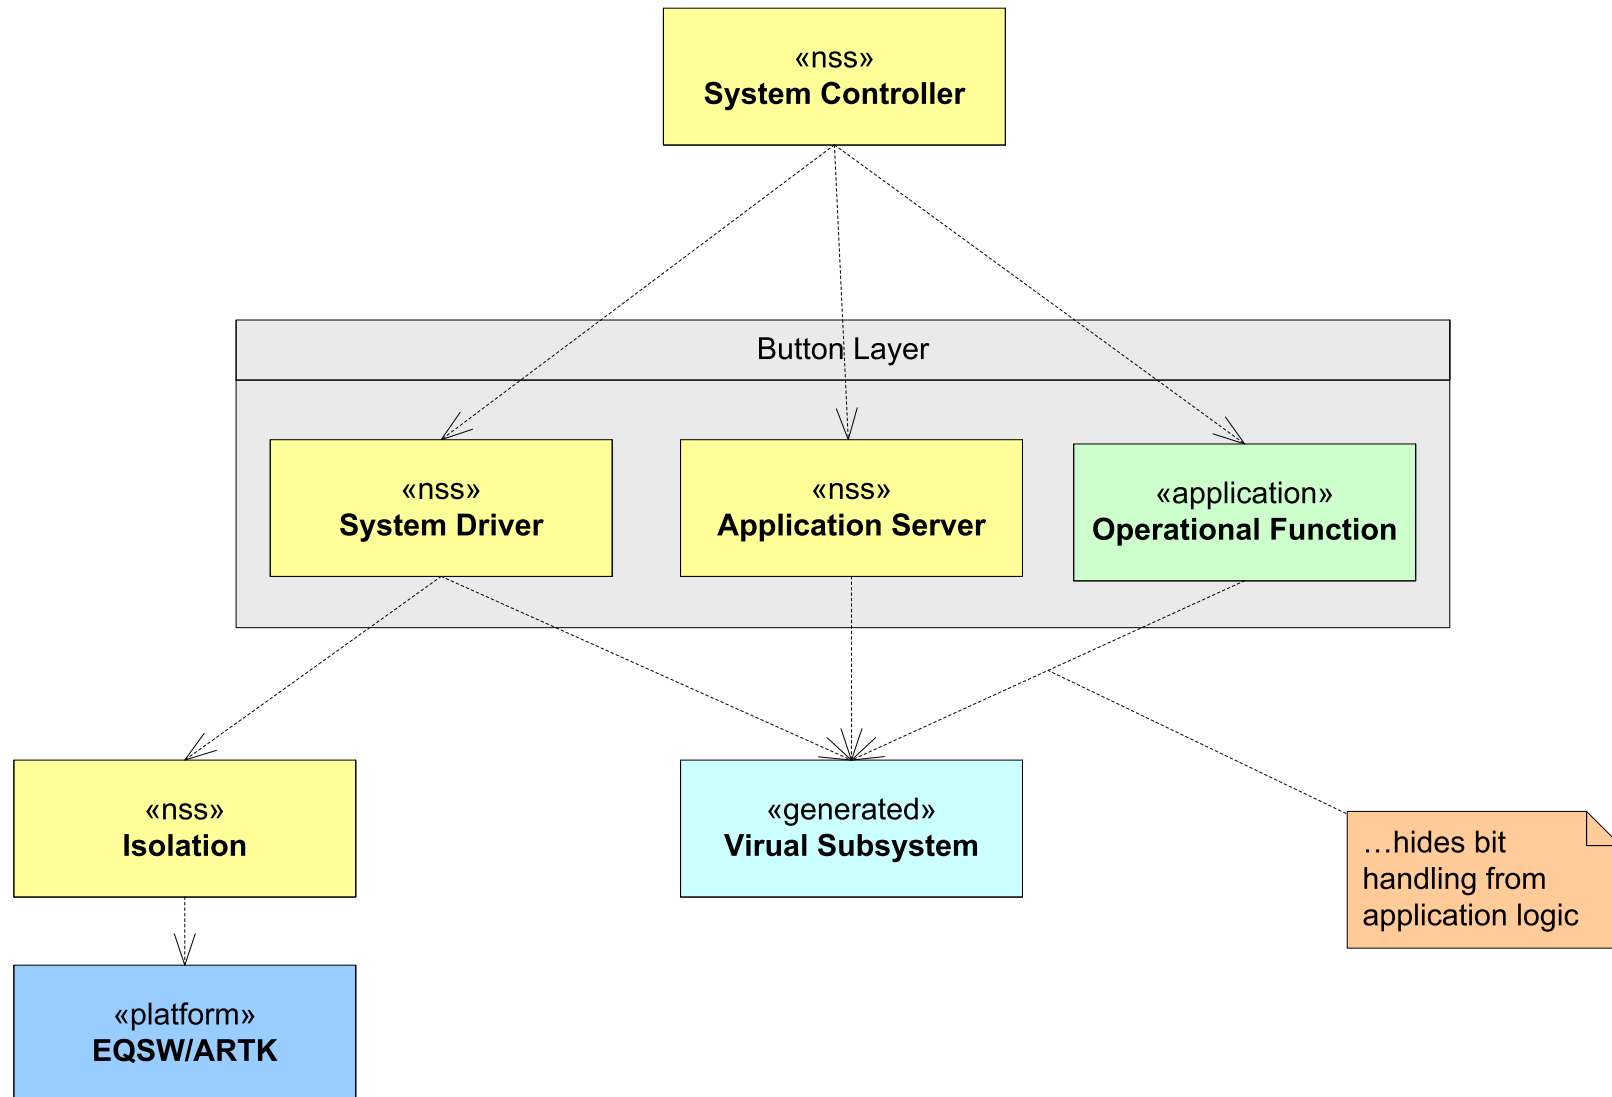 «nss»
System Controller
Button Layer
«nss»
System Driver
«nss»
Application Server
«application»
Operational Function
«nss»
Isolation
«generated»
Virual Subsystem
…hides bit
handling from
application logic
«platform»
EQSW/ARTK